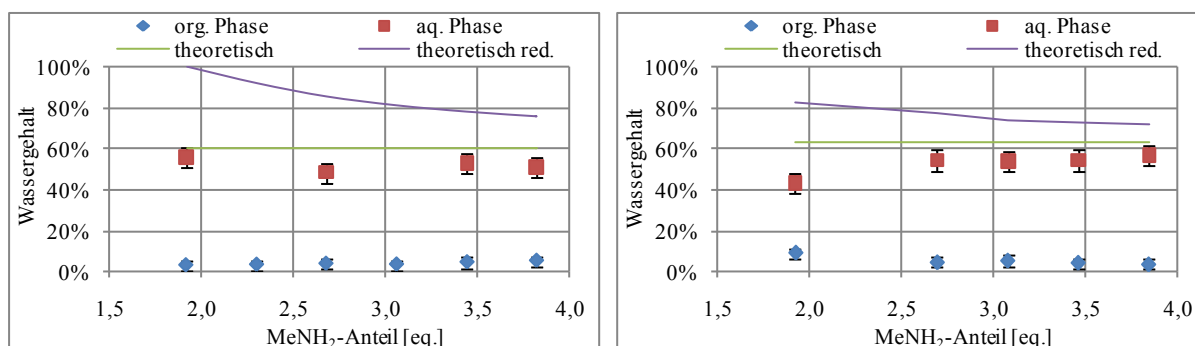 org. Phase aq. Phase
theoretisch theoretisch red.
100%
80%
60%
40%
20%
0%
Wassergehalt
1,5 2,0 2,5 3,0 3,5 4,0
MeNH₂-Anteil [eq.]
org. Phase aq. Phase
theoretisch theoretisch red.
100%
80%
60%
40%
20%
0%
Wassergehalt
1,5 2,0 2,5 3,0 3,5 4,0
MeNH₂-Anteil [eq.]